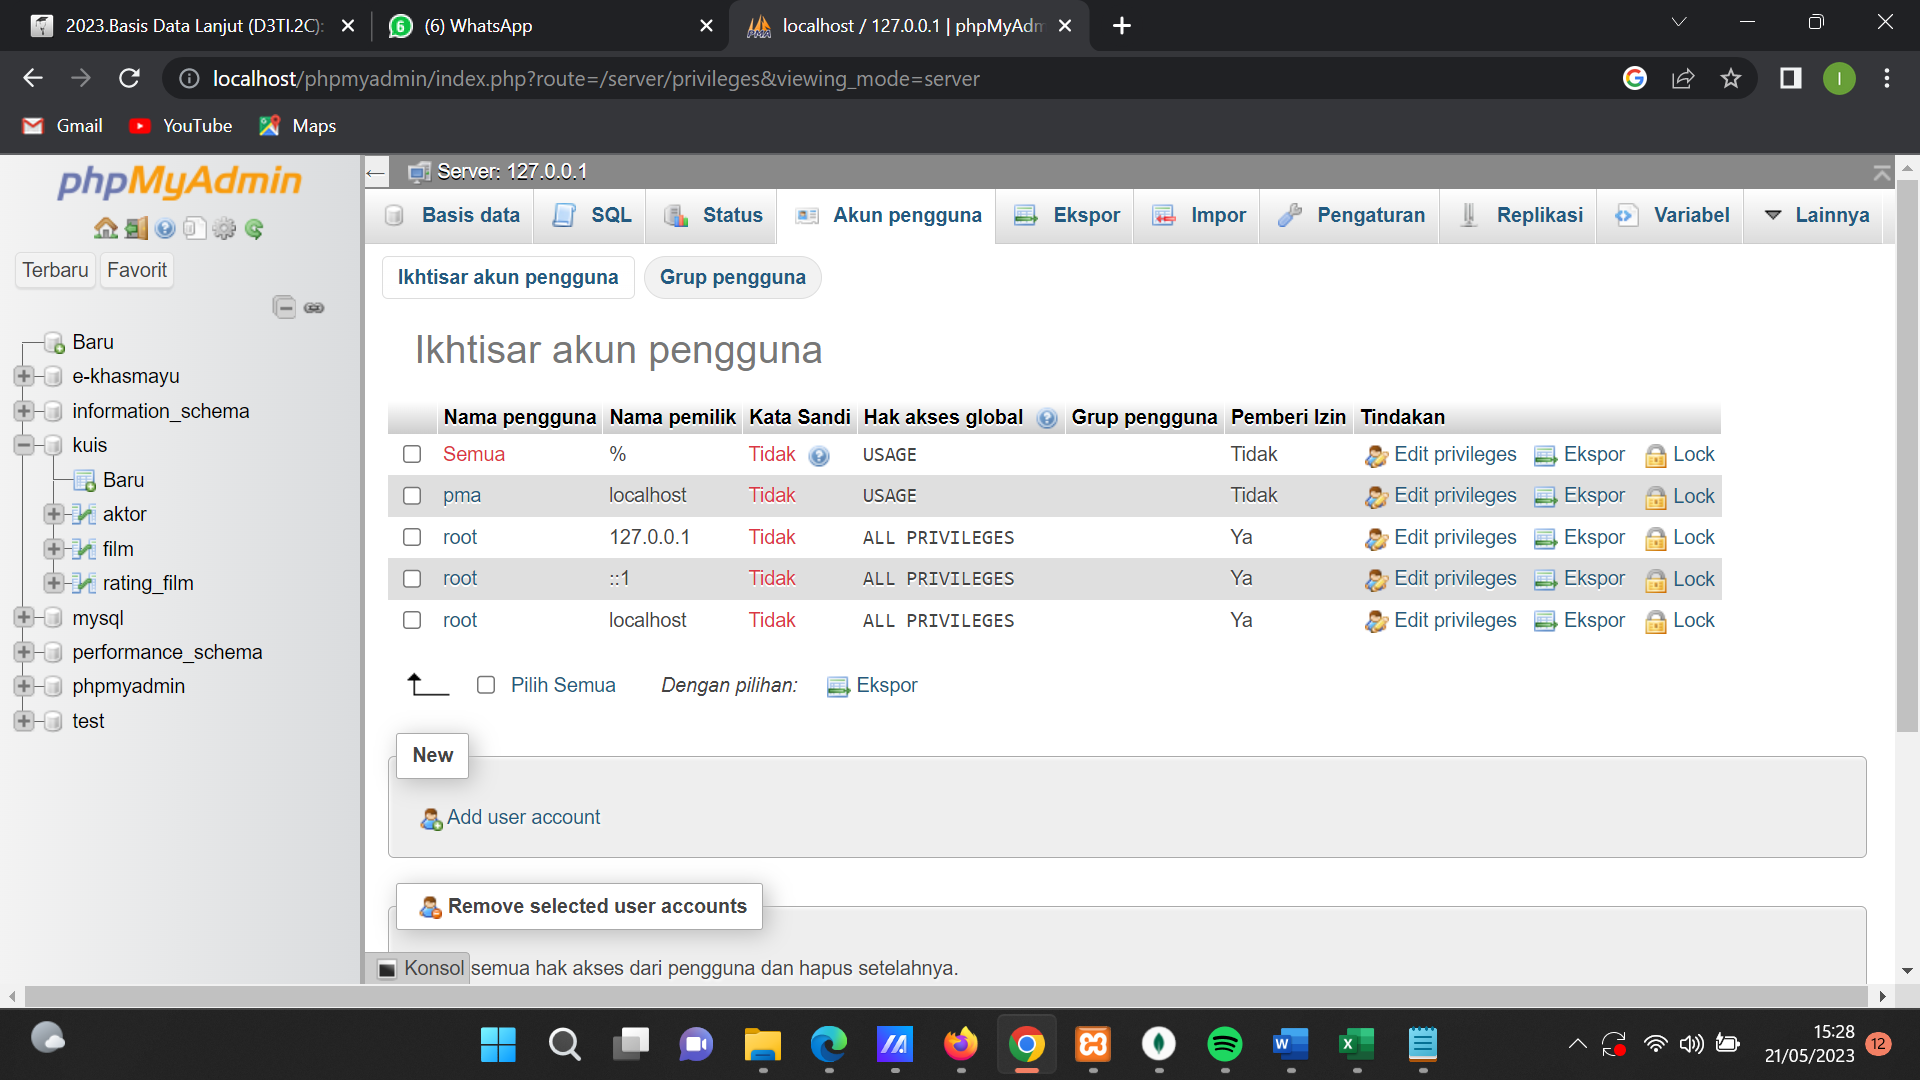 2023.Basis Data Lanjut (D3TI.2C):
(6) WhatsApp
localhost / 127.0.0.1 | phpMyAdm
localhost/phpmyadmin/index.php?route=/server/privileges&viewing_mode=server
I
Gmail
YouTube
Maps
phpMyAdmin
Terbaru
Favorit
Baru
e-khasmayu
information_schema
kuis
Baru
aktor
film
rating_film
mysql
performance_schema
phpmyadmin
test
Server: 127.0.0.1
Basis data
SQL
Status
Akun pengguna
Ekspor
Impor
Pengaturan
Replikasi
Variabel
Lainnya
Ikhtisar akun pengguna
Grup pengguna
Ikhtisar akun pengguna
Nama pengguna Nama pemilik Kata Sandi Hak akses global Grup pengguna Pemberi Izin Tindakan
Semua % Tidak USAGE Tidak Edit privileges Ekspor Lock
pma localhost Tidak USAGE Tidak Edit privileges Ekspor Lock
root 127.0.0.1 Tidak ALL PRIVILEGES Ya Edit privileges Ekspor Lock
root ::1 Tidak ALL PRIVILEGES Ya Edit privileges Ekspor Lock
root localhost Tidak ALL PRIVILEGES Ya Edit privileges Ekspor Lock
Pilih Semua Dengan pilihan: Ekspor
New
Add user account
Remove selected user accounts
Konsol semua hak akses dari pengguna dan hapus setelahnya.
15:28
21/05/2023
12